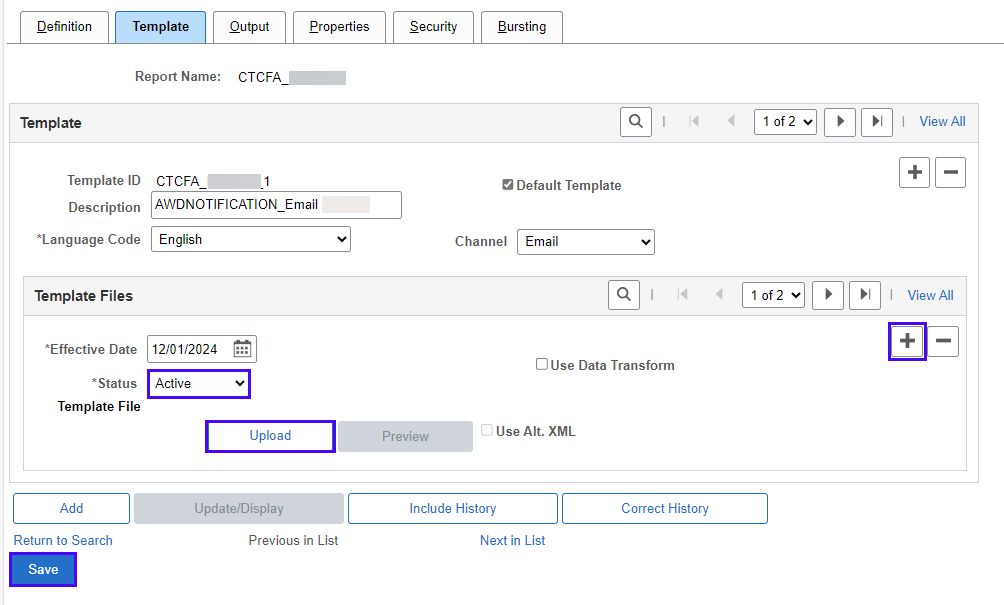 Definition Template Output Properties Security Bursting
Report Name: CTCFA_
Template 1 of 2 View All
Template ID CTCFA_ _1 Default Template
Description AWDNOTIFICATION_Email
*Language Code English Channel Email
Template Files 1 of 2 View All
*Effective Date 12/01/2024 Use Data Transform
*Status Active
Template File
Upload Preview Use Alt. XML
Add Update/Display Include History Correct History
Return to Search Previous in List Next in List
Save